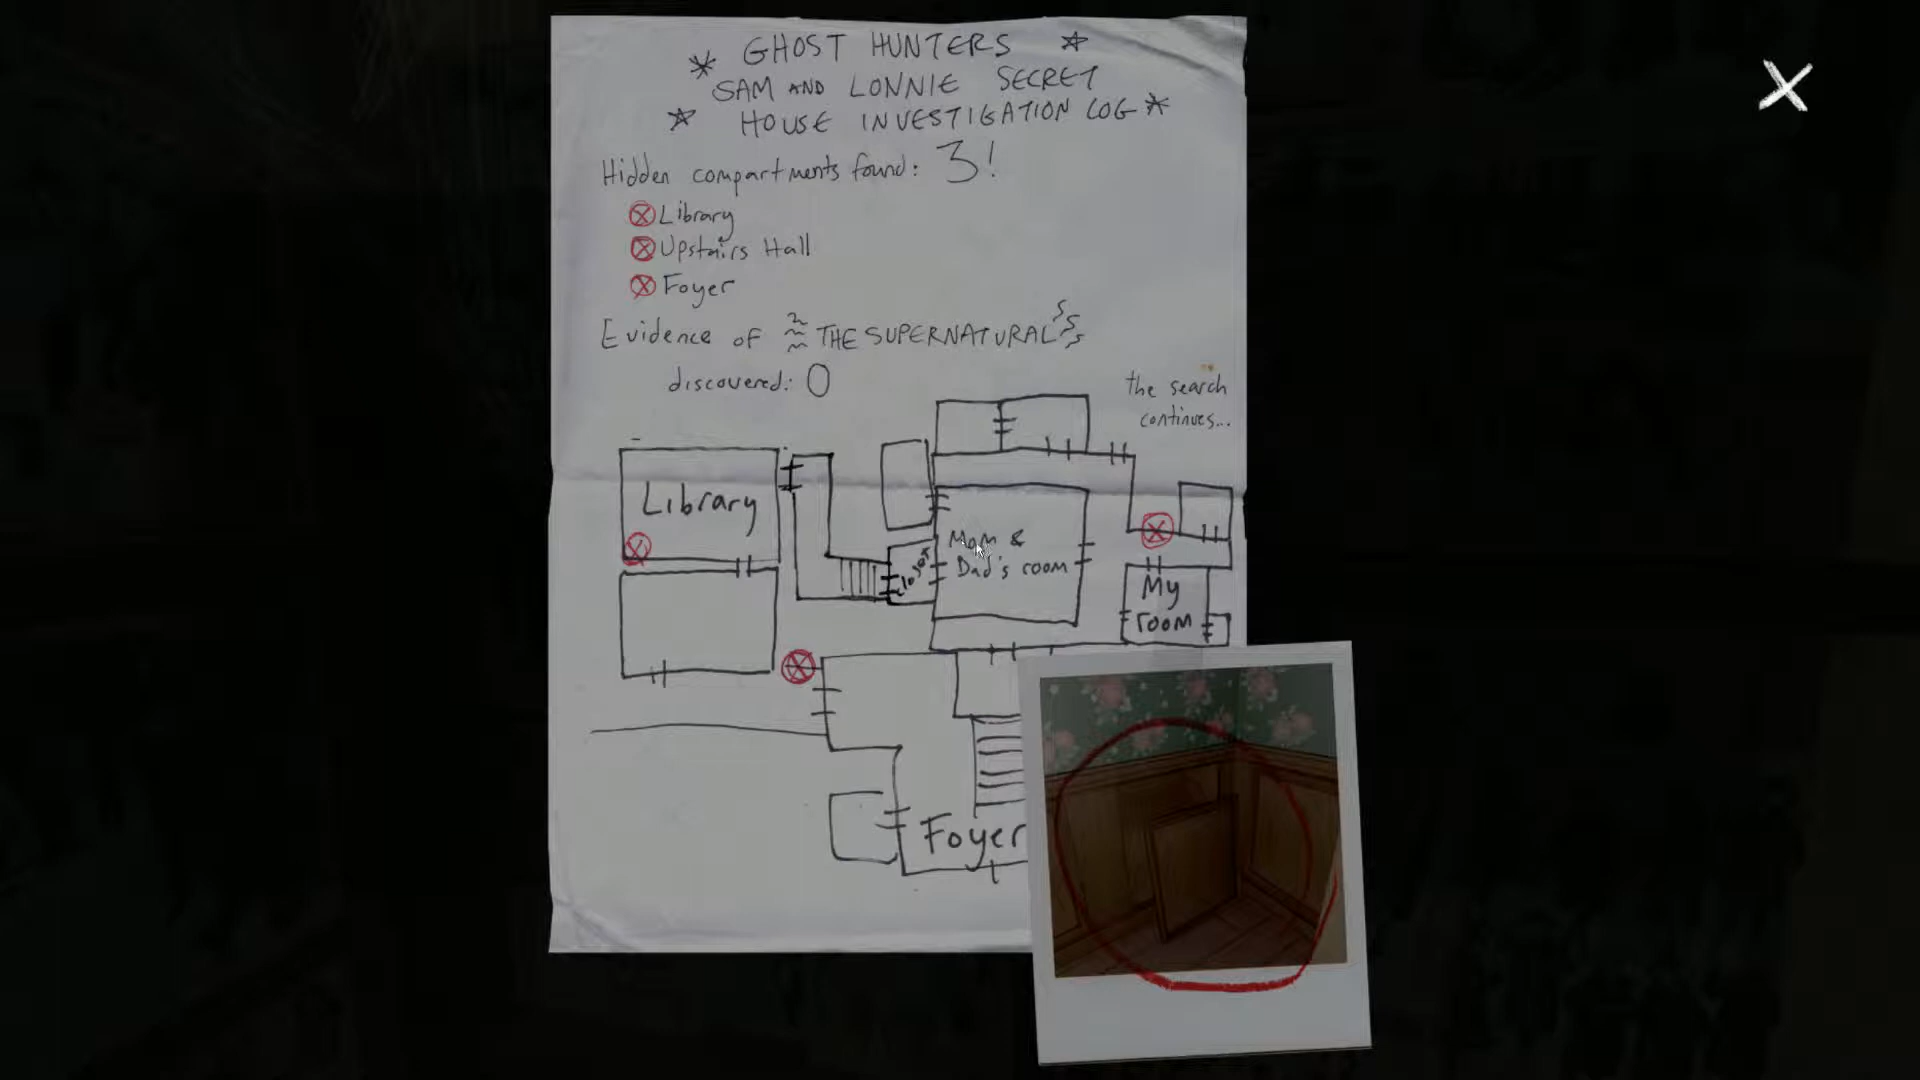 GHOST HUNTERS
SAM AND LONNIE SECRET
HOUSE INVESTIGATION LOG
Hidden compartments found: 3!
Library
Upstairs Hall
Foyer
Evidence of THE SUPERNATURAL
discovered: 0
the search
continues...
Library
Mom &
Dad's room
My
room
Foyer